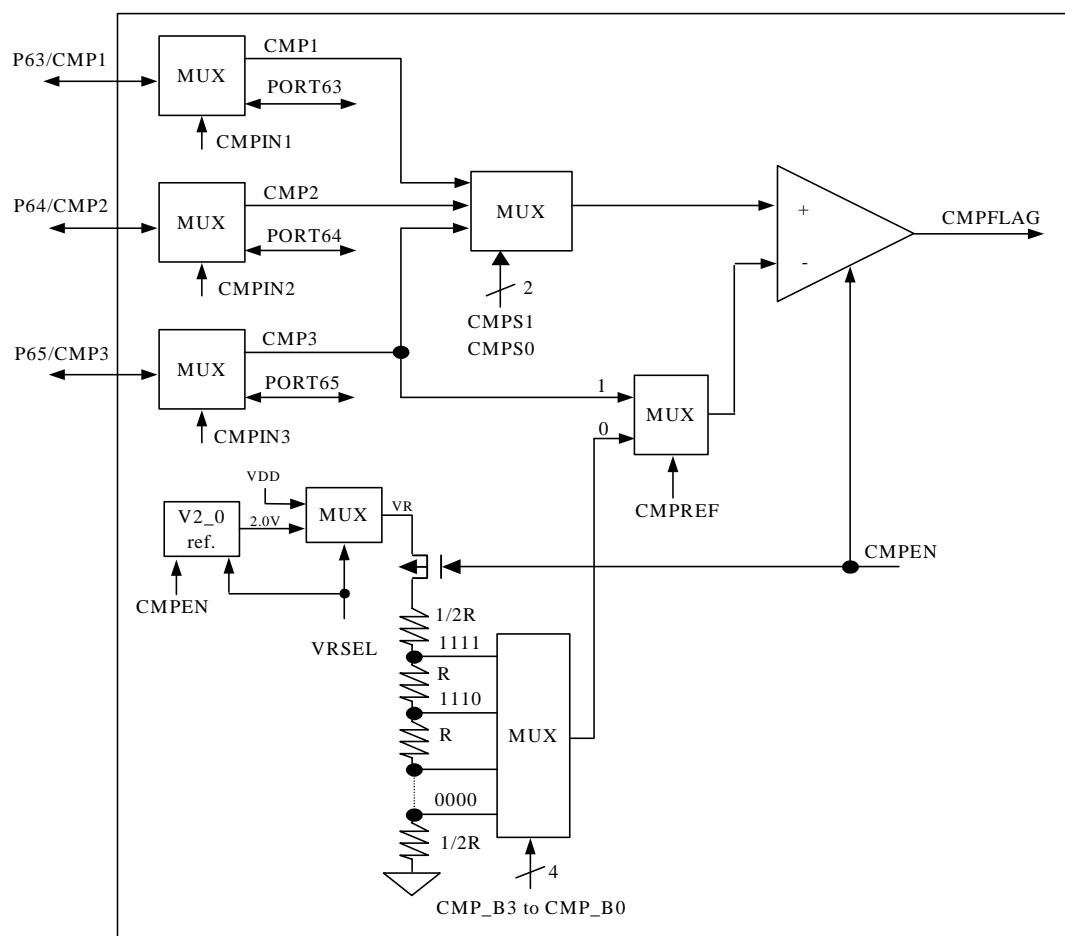 P63/CMP1
MUX
CMP1
PORT63
CMPIN1
P64/CMP2
MUX
CMP2
PORT64
CMPIN2
P65/CMP3
MUX
CMP3
PORT65
CMPIN3
MUX
2
CMPS1
CMPS0
+
-
CMPFLAG
1
0
MUX
CMPREF
VDD
V2_0
ref.
2.0V
MUX
VR
CMPEN
VRSEL
CMPEN
1/2R
1111
R
1110
R
0000
1/2R
MUX
4
CMP_B3 to CMP_B0